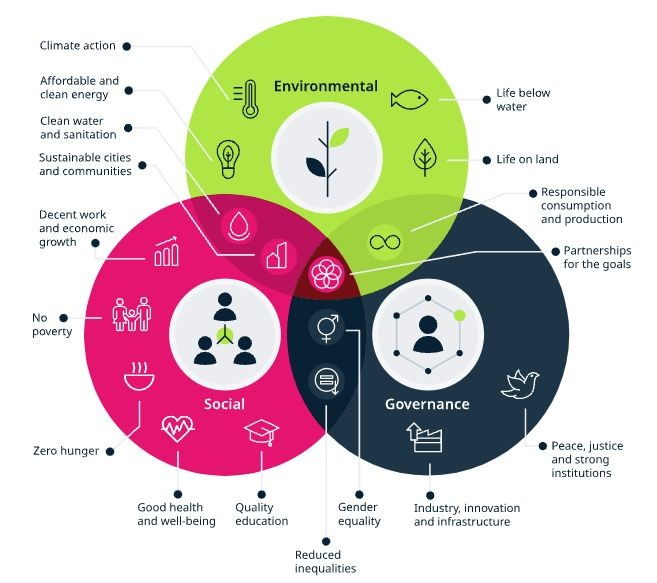 Climate action
Environmental
Affordable and
clean energy
Life below
water
Clean water
and sanitation
Sustainable cities
and communities
Life on land
Responsible
consumption
and production
Decent work
and economic
growth
Partnerships
for the goals
No
poverty
Social
Governance
Zero hunger
Peace, justice
and strong
institutions
Good health
and well-being
Quality
education
Gender
equality
Industry, innovation
and infrastructure
Reduced
inequalities